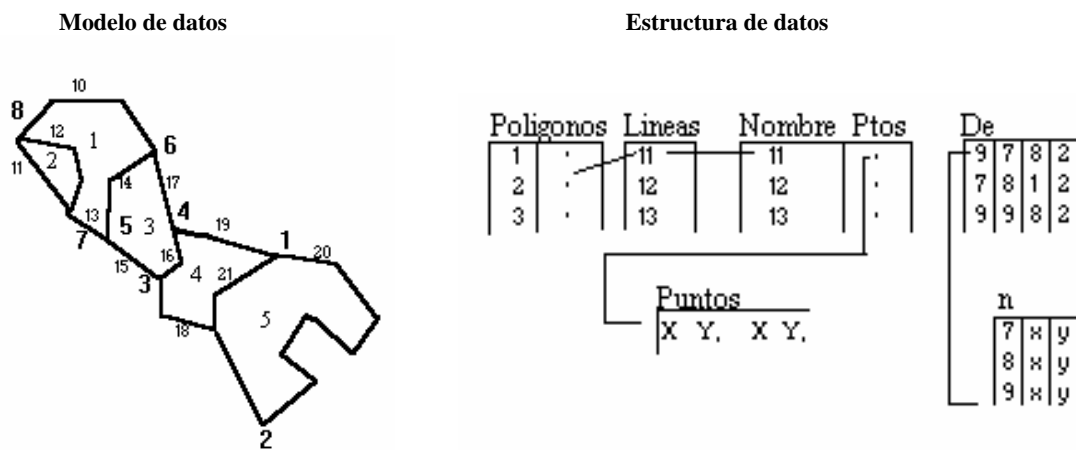 Modelo de datos
Estructura de datos
10
8
12
1
6
11
2
14
17
13
5
3
4
19
7
15
16
3
4
21
1
20
18
5
2
Poligonos Lineas Nombre Ptos De
1 · 11 11 · 9 7 8 2
2 · 12 12 · 7 8 1 2
3 · 13 13 · 9 9 8 2
Puntos
X Y, X Y,
n
7 x y
8 x y
9 x y